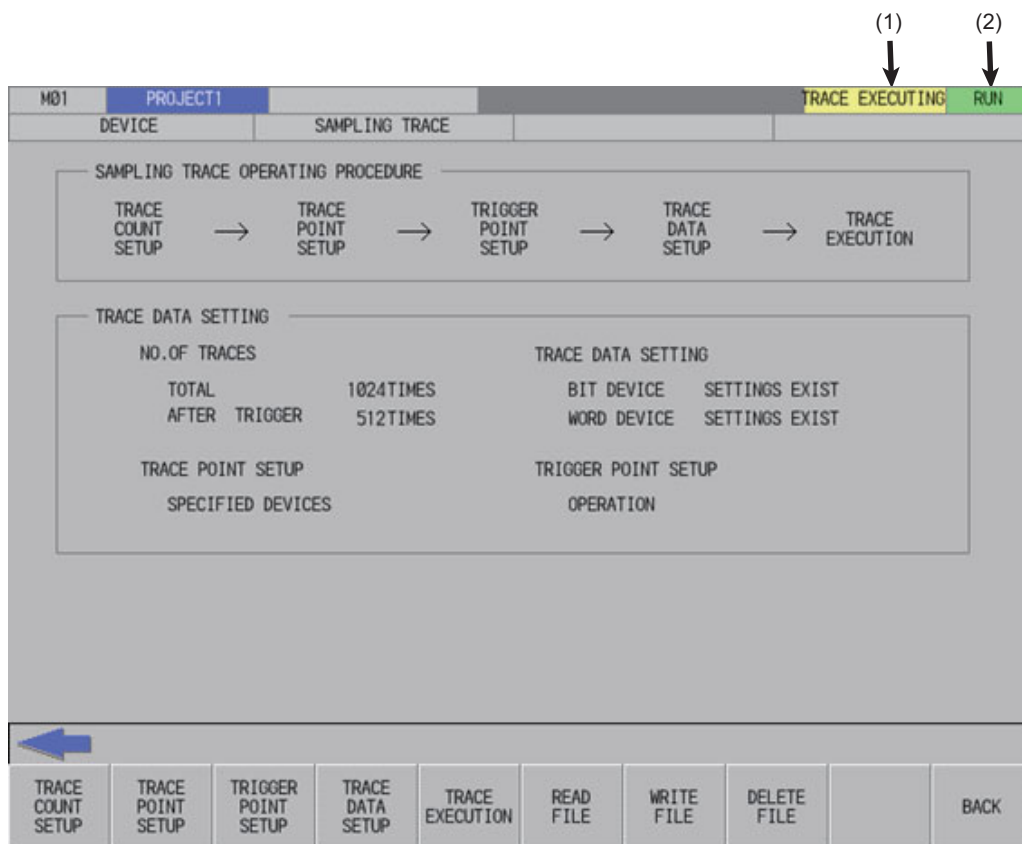 (1) (2)
MØ1 PROJECT1 TRACE EXECUTING RUN
DEVICE SAMPLING TRACE
SAMPLING TRACE OPERATING PROCEDURE
TRACE COUNT SETUP → TRACE POINT SETUP → TRIGGER POINT SETUP → TRACE DATA SETUP → TRACE EXECUTION
TRACE DATA SETTING
NO.OF TRACES
TOTAL 1024TIMES
AFTER TRIGGER 512TIMES
TRACE POINT SETUP
SPECIFIED DEVICES
TRACE DATA SETTING
BIT DEVICE SETTINGS EXIST
WORD DEVICE SETTINGS EXIST
TRIGGER POINT SETUP
OPERATION
TRACE COUNT SETUP
TRACE POINT SETUP
TRIGGER POINT SETUP
TRACE DATA SETUP
TRACE EXECUTION
READ FILE
WRITE FILE
DELETE FILE
BACK